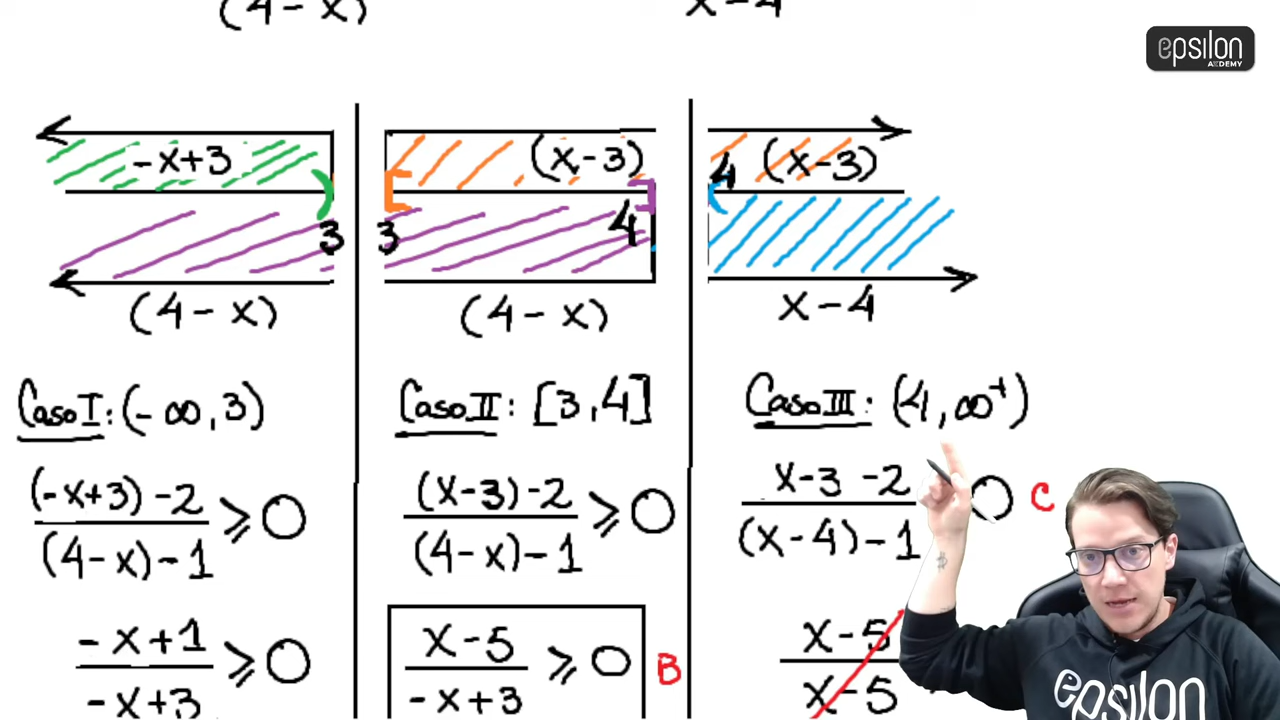 (4-x)
x-4
epsilon
AXDEMY
-x+3
3
(4-x)
Caso I: (-∞,3)
(-x+3)-2
(4-x)-1
≥0
-x+1
-x+3
≥0
(x-3)
3
4
(4-x)
Caso II: [3,4]
(x-3)-2
(4-x)-1
≥0
x-5
-x+3
≥0
B
4
(x-3)
x-4
Caso III: (4,∞+)
x-3-2
(x-4)-1
0
C
x-5
x-5
epsilon